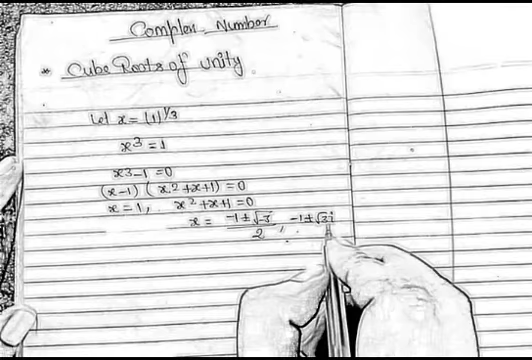 Complex Number
* Cube Roots of unity
Let x = (1)^1/3
x³ = 1
x³-1 = 0
(x-1) (x²+x+1) = 0
x = 1, x²+x+1 = 0
x = -1±√-3 / 2, -1±√3i